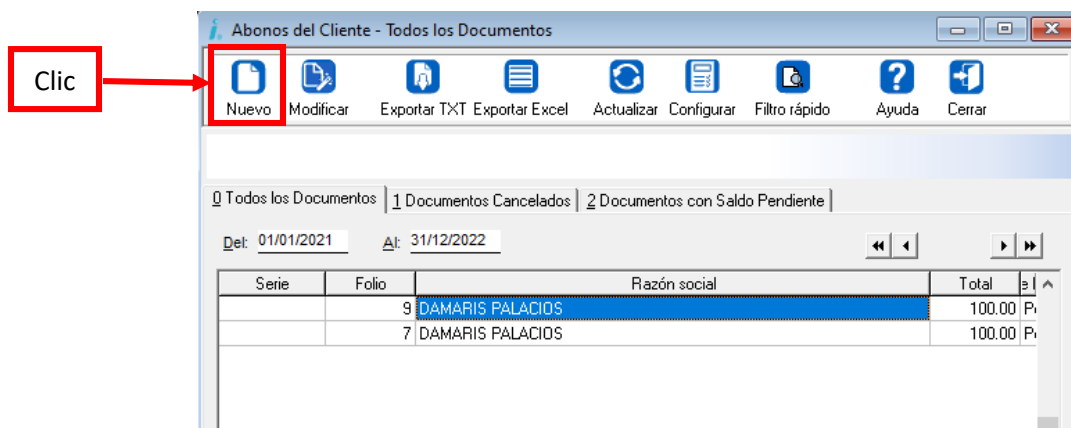 Abonos del Cliente - Todos los Documentos
Clic
Nuevo Modificar Exportar TXT Exportar Excel Actualizar Configurar Filtro rápido Ayuda Cerrar
0 Todos los Documentos 1 Documentos Cancelados 2 Documentos con Saldo Pendiente
Del: 01/01/2021 Al: 31/12/2022
Serie Folio Razón social Total
9 DAMARIS PALACIOS 100.00
7 DAMARIS PALACIOS 100.00